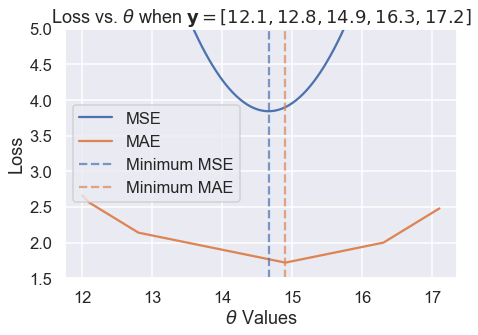 Loss vs. θ when y = [12.1, 12.8, 14.9, 16.3, 17.2]
Loss
5.0
4.5
4.0
3.5
3.0
2.5
2.0
1.5
MSE
MAE
Minimum MSE
Minimum MAE
12 13 14 15 16 17
θ Values